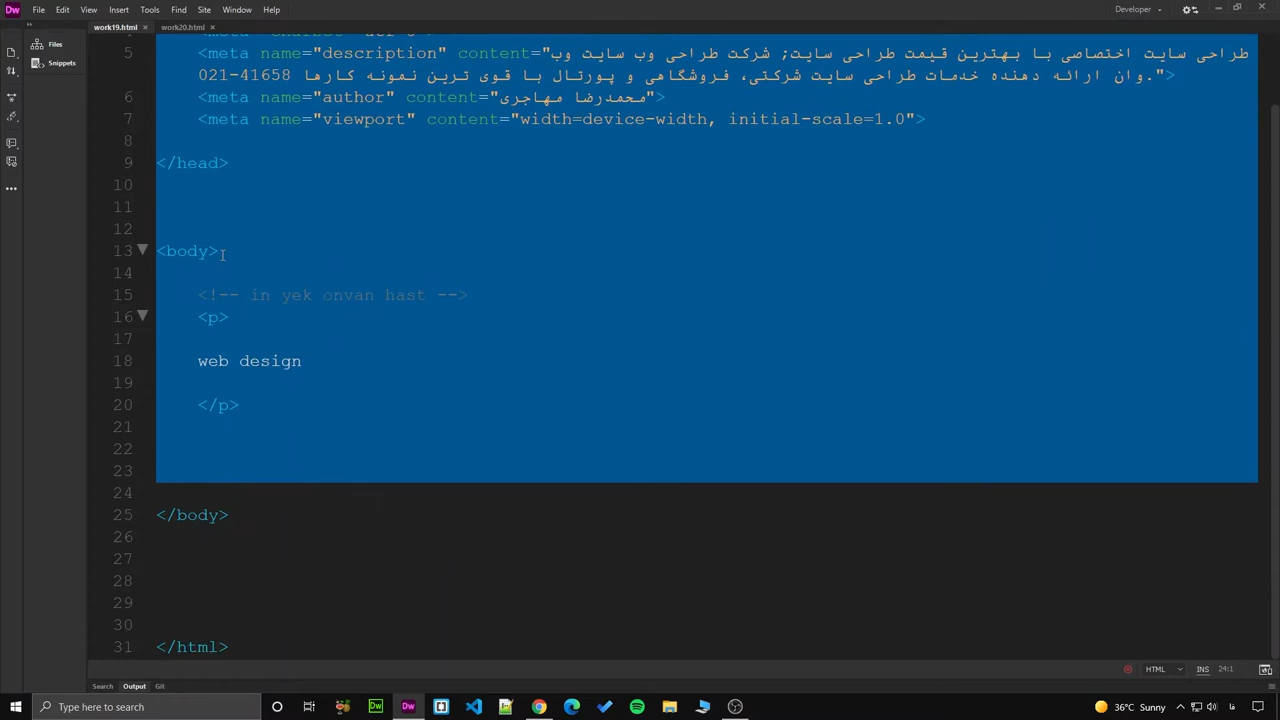 File Edit View Insert Tools Find Site Window Help
Developer
work19.html work20.html
Files
Snippets
5 <meta name="description" content="طراحی سایت اختصاصی با بهترین قیمت طراحی سایت; شرکت طراحی وب سایت وب
وان ارائه دهنده خدمات طراحی سایت شرکتی، فروشگاهی و پورتال با قوی ترین نمونه کارها 021-41658.">
6 <meta name="author" content="محمدرضا مهاجری">
7 <meta name="viewport" content="width=device-width, initial-scale=1.0">
8
9 </head>
10
11
12
13 <body>
14
15 <!-- in yek onvan hast -->
16 <p>
17
18 web design
19
20 </p>
21
22
23
24
25 </body>
26
27
28
29
30
31 </html>
HTML INS 24:1
Search Output Git
Type here to search
36°C Sunny
فا